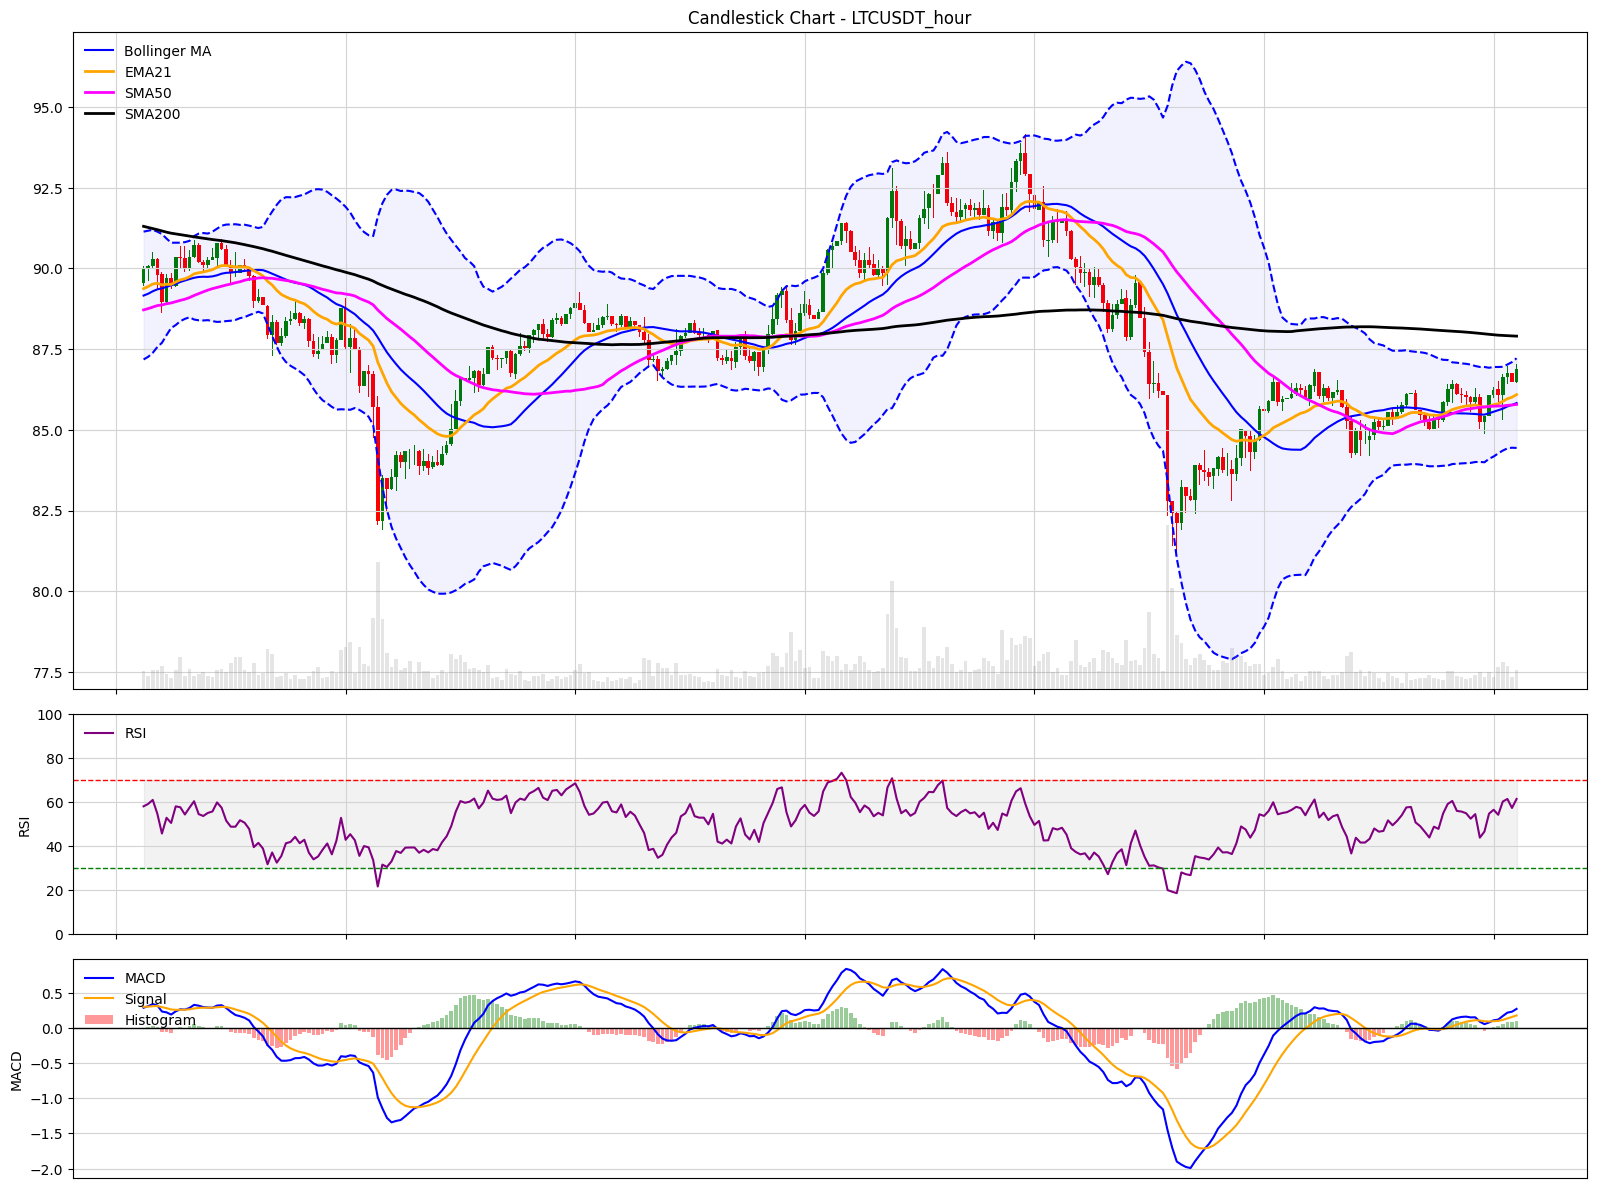 Candlestick Chart - LTCUSDT_hour
Bollinger MA
EMA21
SMA50
SMA200
95.0
92.5
90.0
87.5
85.0
82.5
80.0
77.5
100
RSI
80
60
40
20
0
RSI
MACD
Signal
Histogram
0.5
0.0
−0.5
−1.0
−1.5
−2.0
MACD